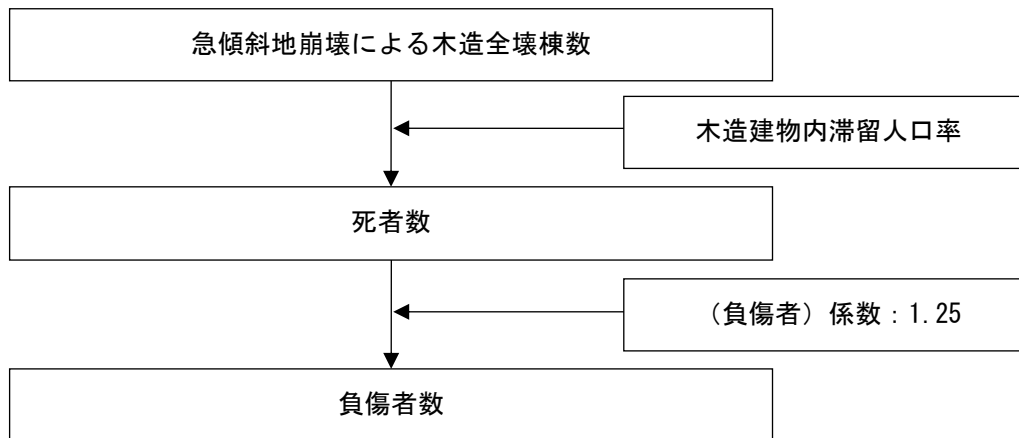 急傾斜地崩壊による木造全壊棟数
木造建物内滞留人口率
死者数
（負傷者）係数：1.25
負傷者数